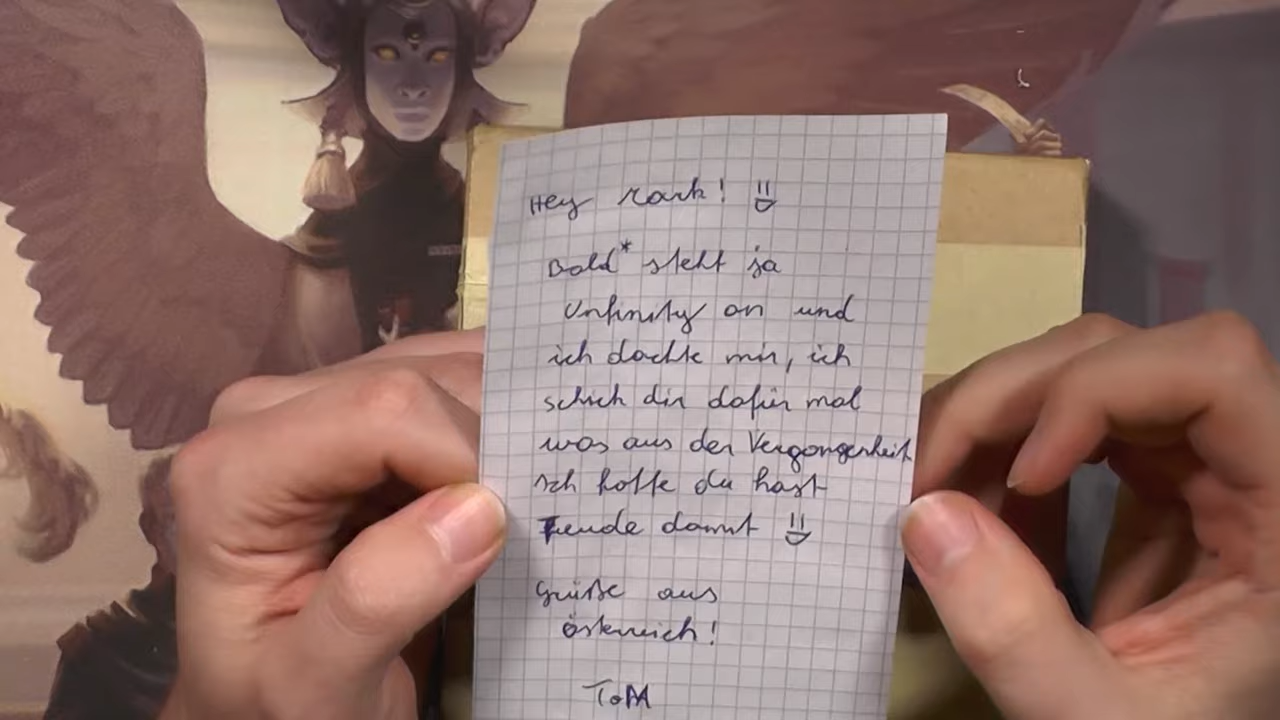 Hey Mark! =D
Bald* steht ja
Unfinity an und
ich dachte mir, ich
schick dir dafür mal
was aus der Vergangenheit
Ich hoffe du hast
Freude damit =D
Grüße aus
Österreich!
TOM